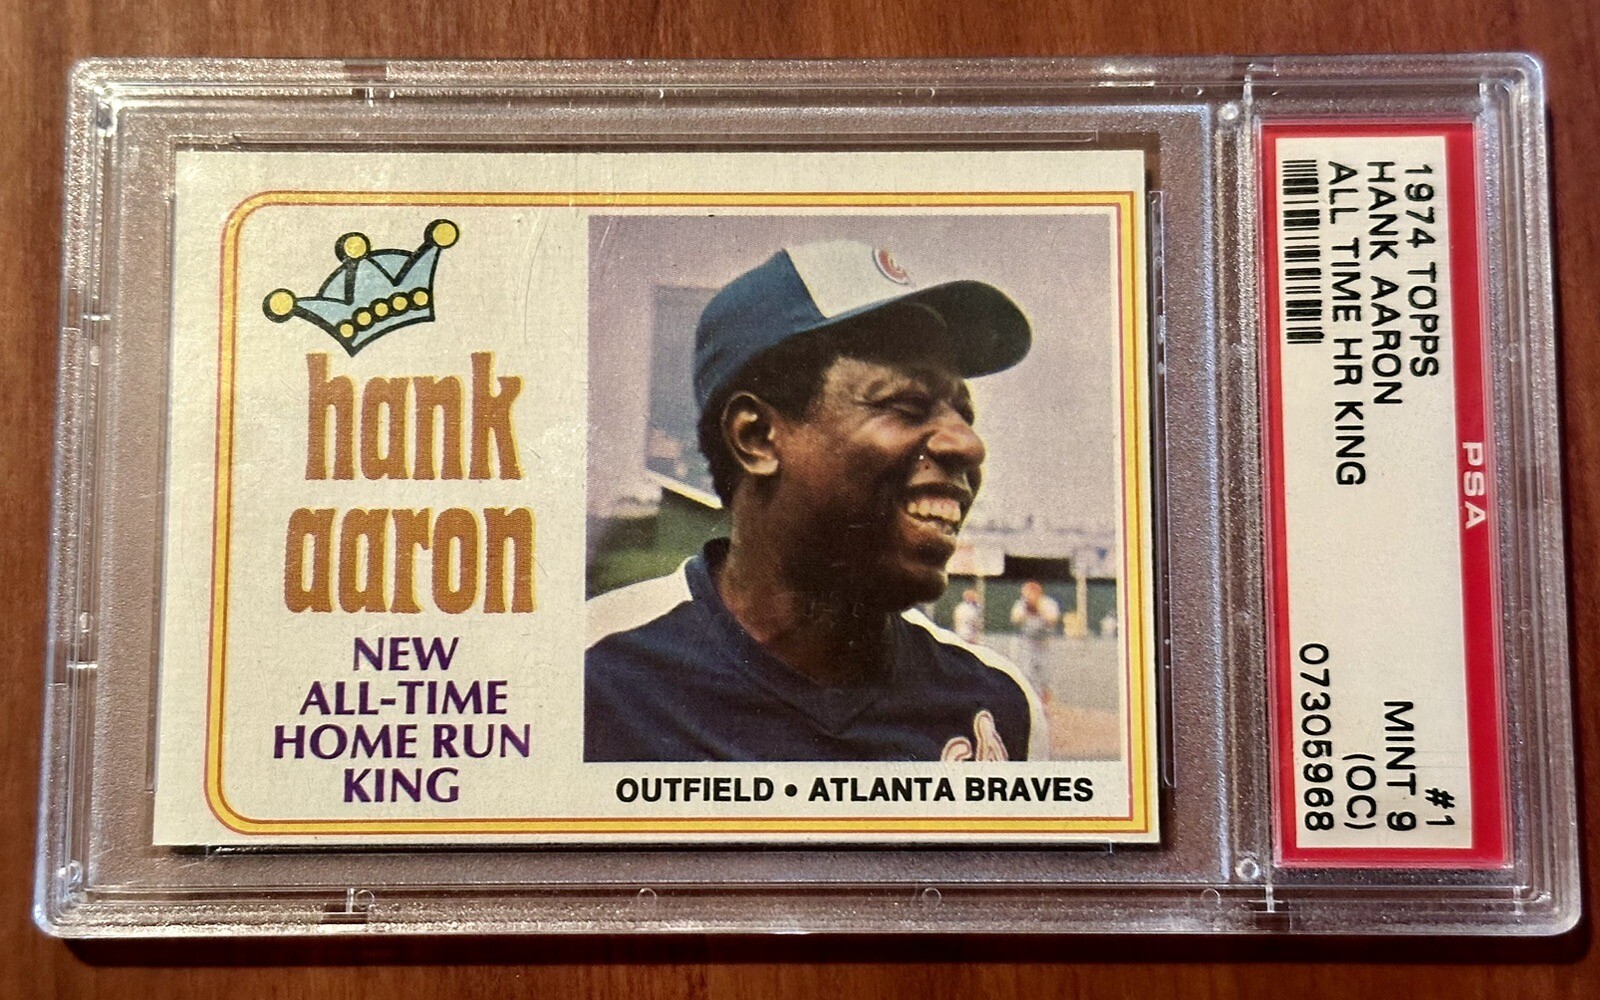 hank
aaron
NEW
ALL-TIME
HOME RUN
KING
OUTFIELD • ATLANTA BRAVES
PSA
1974 TOPPS #1
HANK AARON MINT 9
ALL TIME HR KING (OC)
07305968